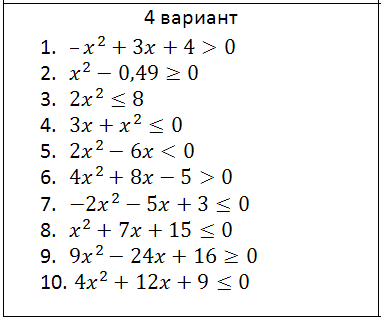 4 вариант
1. −x² + 3x + 4 > 0
2. x² − 0,49 ≥ 0
3. 2x² ≤ 8
4. 3x + x² ≤ 0
5. 2x² − 6x < 0
6. 4x² + 8x − 5 > 0
7. −2x² − 5x + 3 ≤ 0
8. x² + 7x + 15 ≤ 0
9. 9x² − 24x + 16 ≥ 0
10. 4x² + 12x + 9 ≤ 0